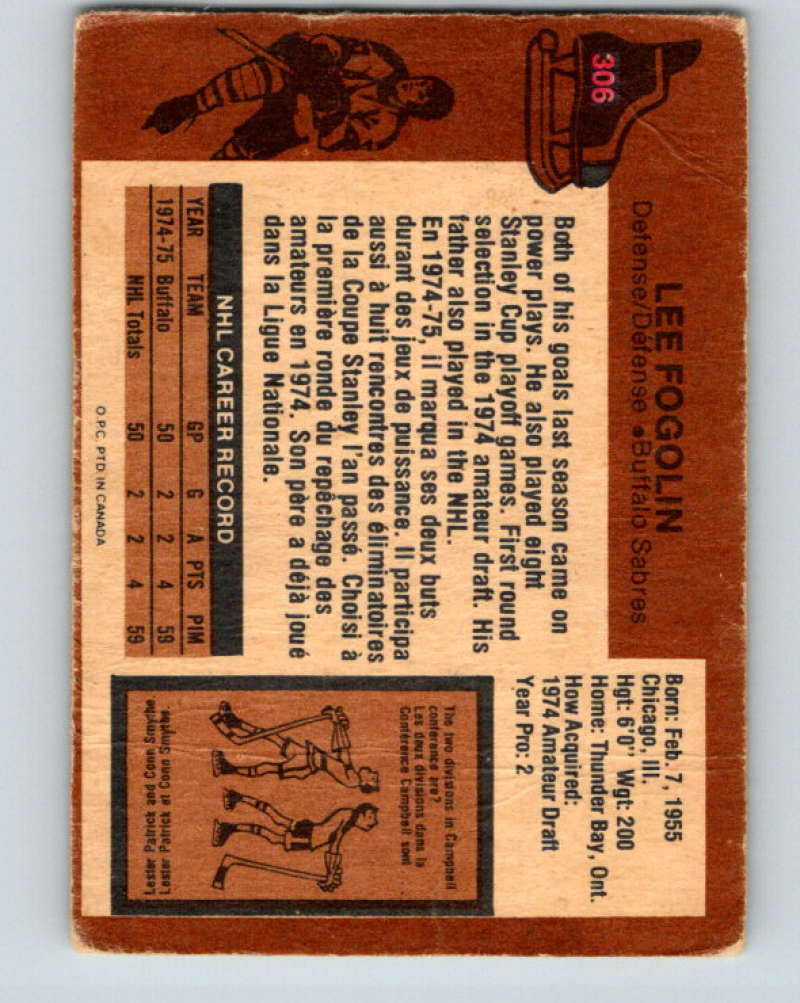 306
LEE FOGOLIN
Defense/Défense • Buffalo Sabres
Born: Feb. 7, 1955
Chicago, Ill.
Hgt: 6'0" Wgt: 200
Home: Thunder Bay, Ont.
How Acquired:
1974 Amateur Draft
Year Pro: 2
Both of his goals last season came on
power plays. He also played eight
Stanley Cup playoff games. First round
selection in the 1974 amateur draft. His
father also played in the NHL.
En 1974-75, il marqua ses deux buts
durant des jeux de puissance. Il participa
aussi à huit rencontres des éliminatoires
de la Coupe Stanley l'an passé. Choisi à
la première ronde du repêchage des
amateurs en 1974. Son père a déjà joué
dans la Ligue Nationale.
NHL CAREER RECORD
YEAR TEAM GP G A PTS PIM
1974-75 Buffalo 50 2 2 4 59
NHL Totals 50 2 2 4 59
O.P.C. PTD. IN CANADA
The two divisions in Campbell
conference are?
Les deux divisions dans la
Conference Campbell sont
Lester Patrick at Conn Smythe.
Lester Patrick and Conn Smythe